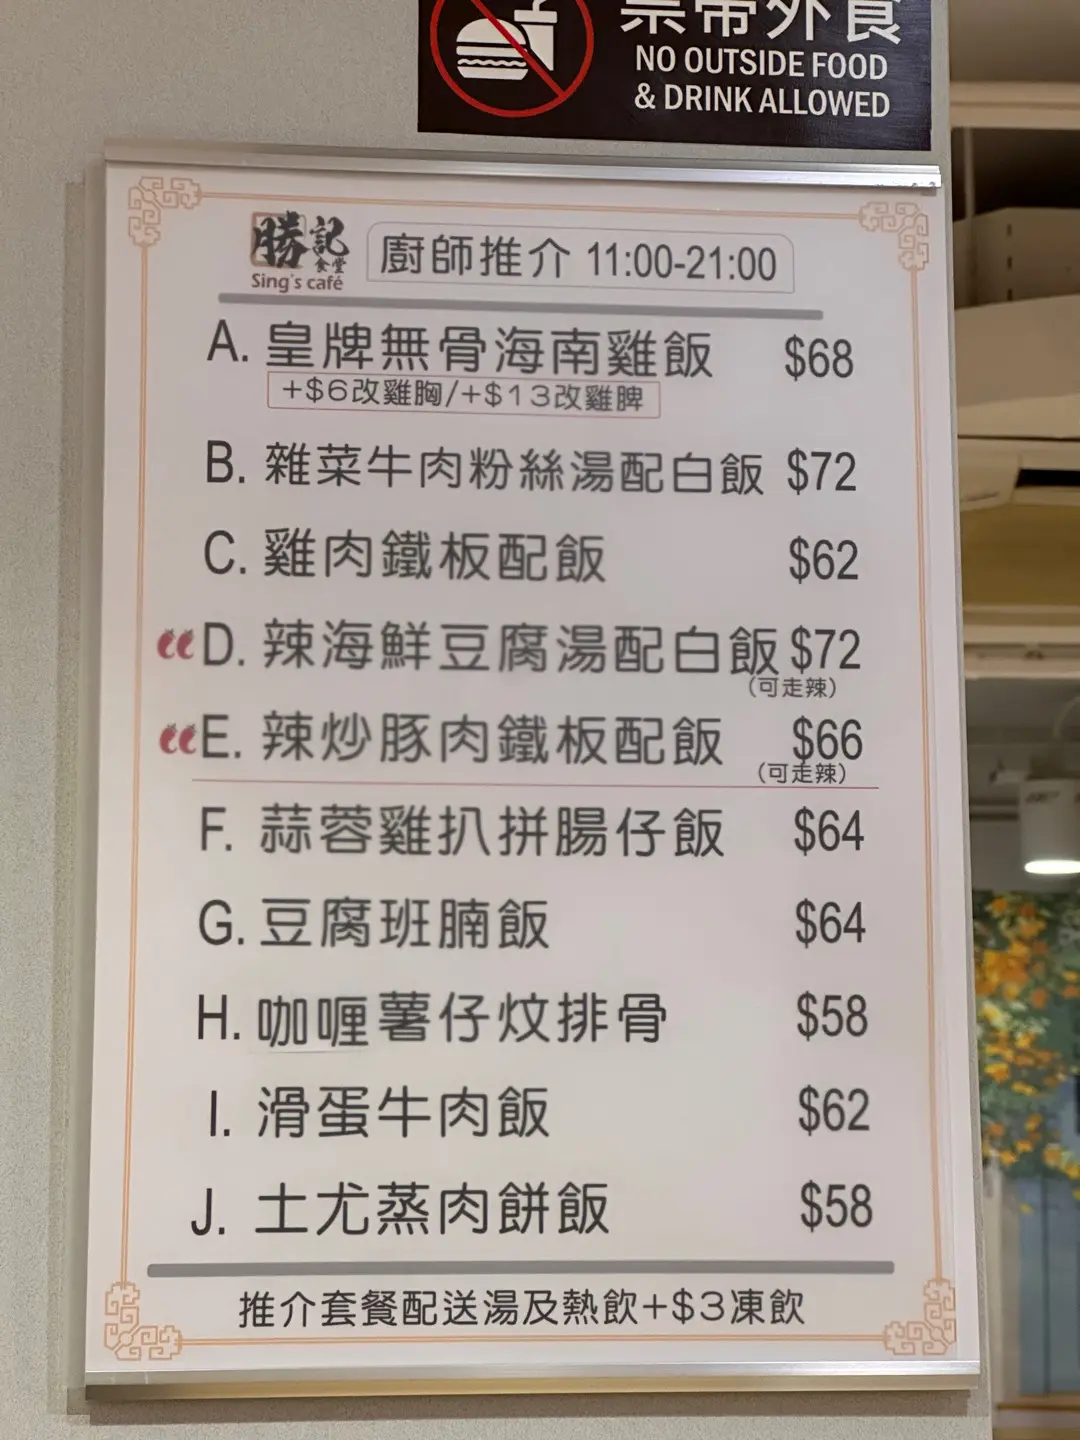 禁帶外食
NO OUTSIDE FOOD
& DRINK ALLOWED
勝記
食堂
Sing's café
廚師推介 11:00-21:00
A. 皇牌無骨海南雞飯 $68
+$6改雞胸/+$13改雞脾
B. 雜菜牛肉粉絲湯配白飯 $72
C. 雞肉鐵板配飯 $62
D. 辣海鮮豆腐湯配白飯 $72
(可走辣)
E. 辣炒豚肉鐵板配飯 $66
(可走辣)
F. 蒜蓉雞扒拼腸仔飯 $64
G. 豆腐班腩飯 $64
H. 咖喱薯仔炆排骨 $58
I. 滑蛋牛肉飯 $62
J. 土尤蒸肉餅飯 $58
推介套餐配送湯及熱飲+$3凍飲